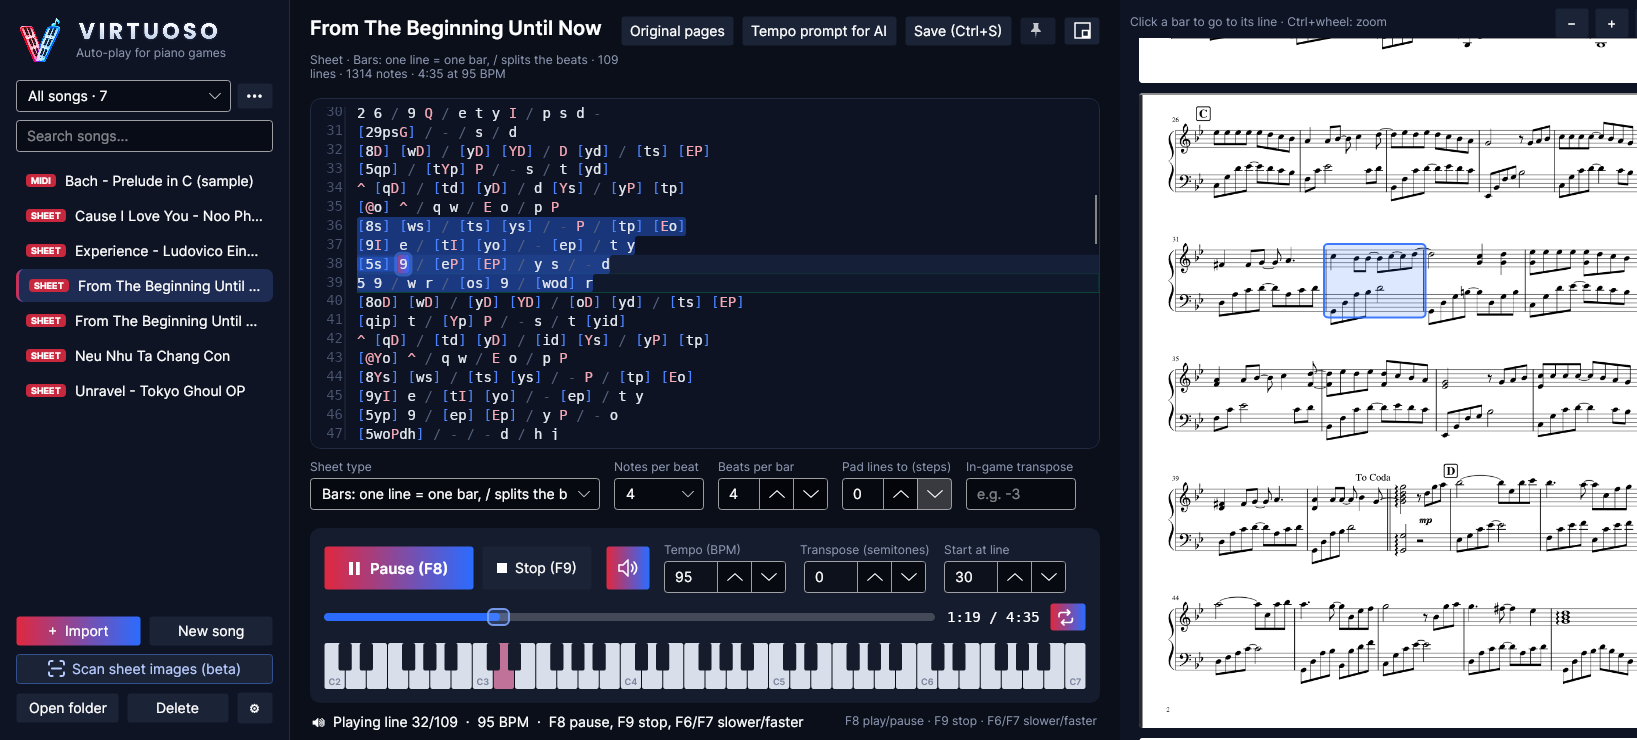 VIRTUOSO
Auto-play for piano games
All songs · 7
Search songs...
MIDI Bach - Prelude in C (sample)
SHEET Cause I Love You - Noo Ph...
SHEET Experience - Ludovico Ein...
SHEET From The Beginning Until ...
SHEET From The Beginning Until ...
SHEET Neu Nhu Ta Chang Con
SHEET Unravel - Tokyo Ghoul OP
+ Import
New song
Scan sheet images (beta)
Open folder
Delete
From The Beginning Until Now
Original pages
Tempo prompt for AI
Save (Ctrl+S)
Sheet · Bars: one line = one bar, / splits the beats · 109
lines · 1314 notes · 4:35 at 95 BPM
30 2 6 / 9 Q / e t y I / p s d -
31 [29psG] / - / s / d
32 [8D] [wD] / [yD] [YD] / D [yd] / [ts] [EP]
33 [5qp] / [tYp] P / - s / t [yd]
34 ^ [qD] / [td] [yD] / d [Ys] / [yP] [tp]
35 [@o] ^ / q w / E o / p P
36 [8s] [ws] / [ts] [ys] / - P / [tp] [Eo]
37 [9I] e / [tI] [yo] / - [ep] / t y
38 [5s] 9 / [eP] [EP] / y s / - d
39 5 9 / w r / [os] 9 / [wod] r
40 [8oD] [wD] / [yD] [YD] / [oD] [yd] / [ts] [EP]
41 [qip] t / [Yp] P / - s / t [yid]
42 ^ [qD] / [td] [yD] / [id] [Ys] / [yP] [tp]
43 [@Yo] ^ / q w / E o / p P
44 [8Ys] [ws] / [ts] [ys] / - P / [tp] [Eo]
45 [9yI] e / [tI] [yo] / - [ep] / t y
46 [5yp] 9 / [ep] [Ep] / y P / - o
47 [5woPdh] / - / - d / h j
Sheet type
Notes per beat
Beats per bar
Pad lines to (steps)
In-game transpose
Bars: one line = one bar, / splits the b
4
4
0
e.g. -3
Pause (F8)
Stop (F9)
Tempo (BPM)
95
Transpose (semitones)
0
Start at line
30
1:19 / 4:35
C2 C3 C4 C5 C6 C7
Playing line 32/109 · 95 BPM · F8 pause, F9 stop, F6/F7 slower/faster
F8 play/pause · F9 stop · F6/F7 slower/faster
Click a bar to go to its line · Ctrl+wheel: zoom
- +
C
26
31
35
39
To Coda
D
mp
44
2